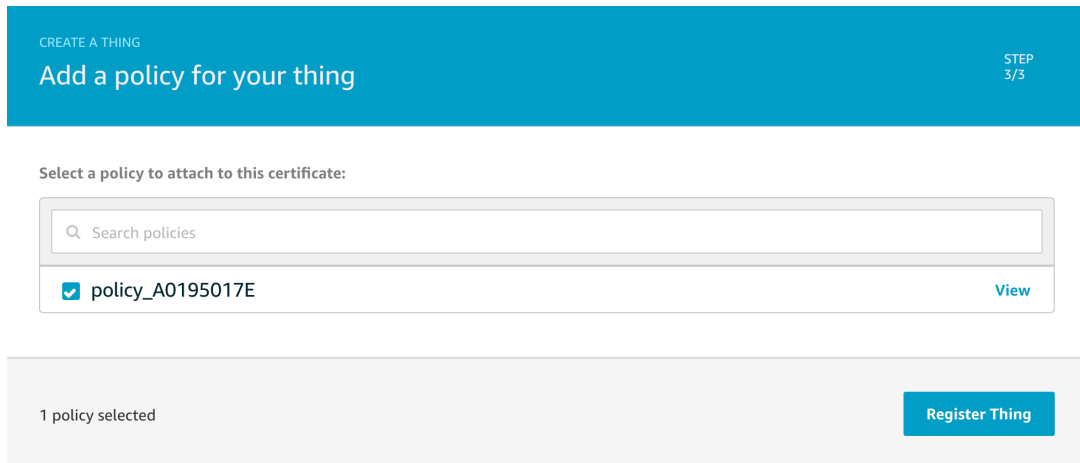 CREATE A THING
Add a policy for your thing
STEP
3/3
Select a policy to attach to this certificate:
Search policies
policy_A0195017E
View
1 policy selected
Register Thing